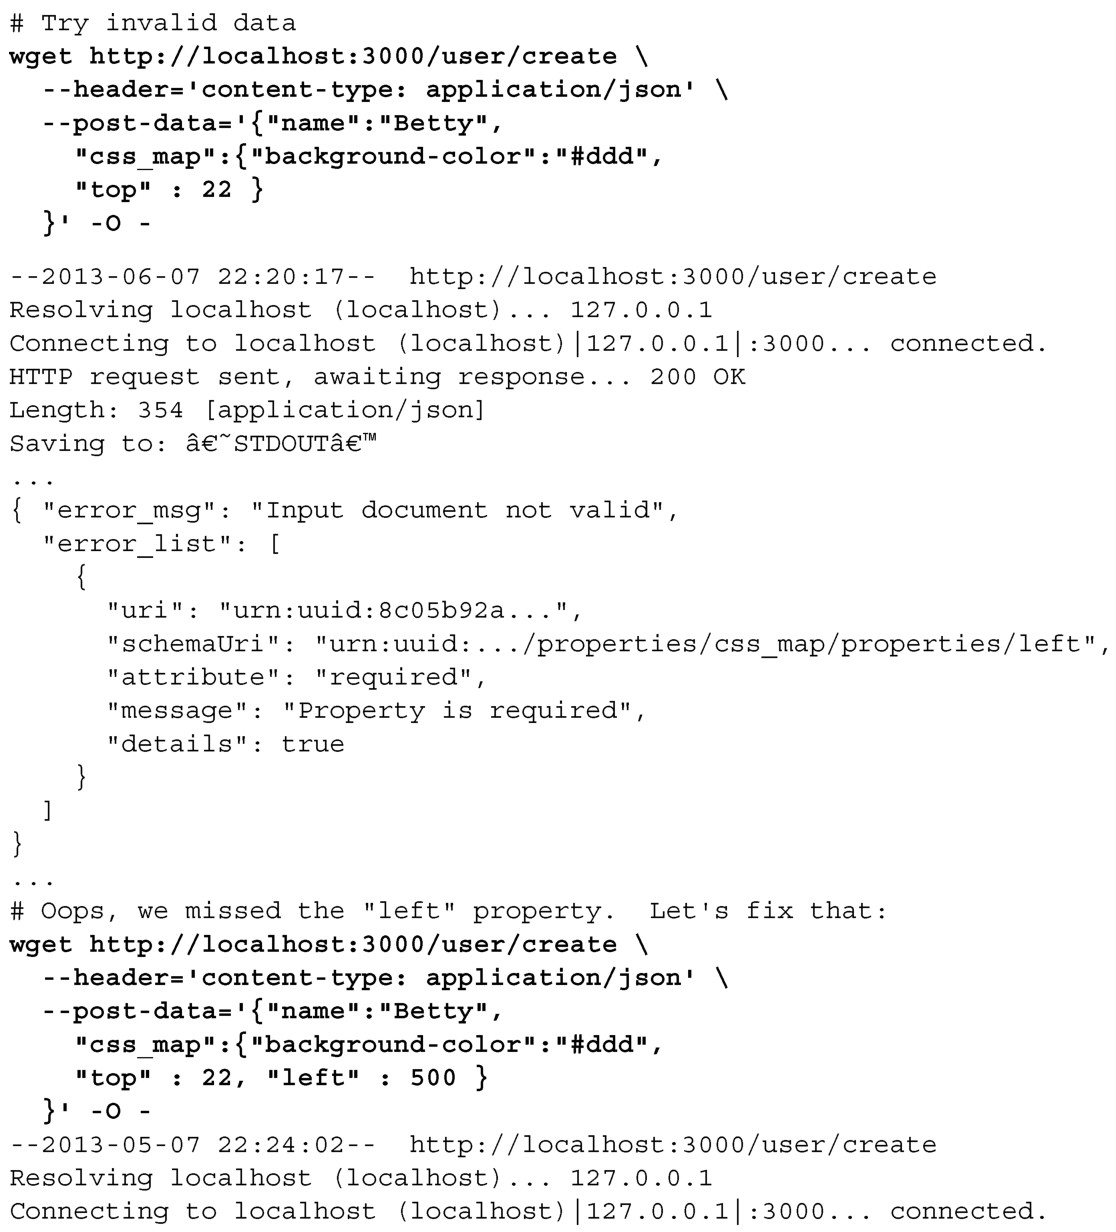 # Try invalid data
wget http://localhost:3000/user/create \
  --header='content-type: application/json' \
  --post-data='{"name":"Betty",
    "css_map":{"background-color":"#ddd",
    "top" : 22 }
  }' -O -
--2013-06-07 22:20:17--  http://localhost:3000/user/create
Resolving localhost (localhost)... 127.0.0.1
Connecting to localhost (localhost)|127.0.0.1|:3000... connected.
HTTP request sent, awaiting response... 200 OK
Length: 354 [application/json]
Saving to: â€˜STDOUTâ€™
...
{ "error_msg": "Input document not valid",
  "error_list": [
    {
      "uri": "urn:uuid:8c05b92a...",
      "schemaUri": "urn:uuid:.../properties/css_map/properties/left",
      "attribute": "required",
      "message": "Property is required",
      "details": true
    }
  ]
}
...
# Oops, we missed the "left" property.  Let's fix that:
wget http://localhost:3000/user/create \
  --header='content-type: application/json' \
  --post-data='{"name":"Betty",
    "css_map":{"background-color":"#ddd",
    "top" : 22, "left" : 500 }
  }' -O -
--2013-05-07 22:24:02--  http://localhost:3000/user/create
Resolving localhost (localhost)... 127.0.0.1
Connecting to localhost (localhost)|127.0.0.1|:3000... connected.